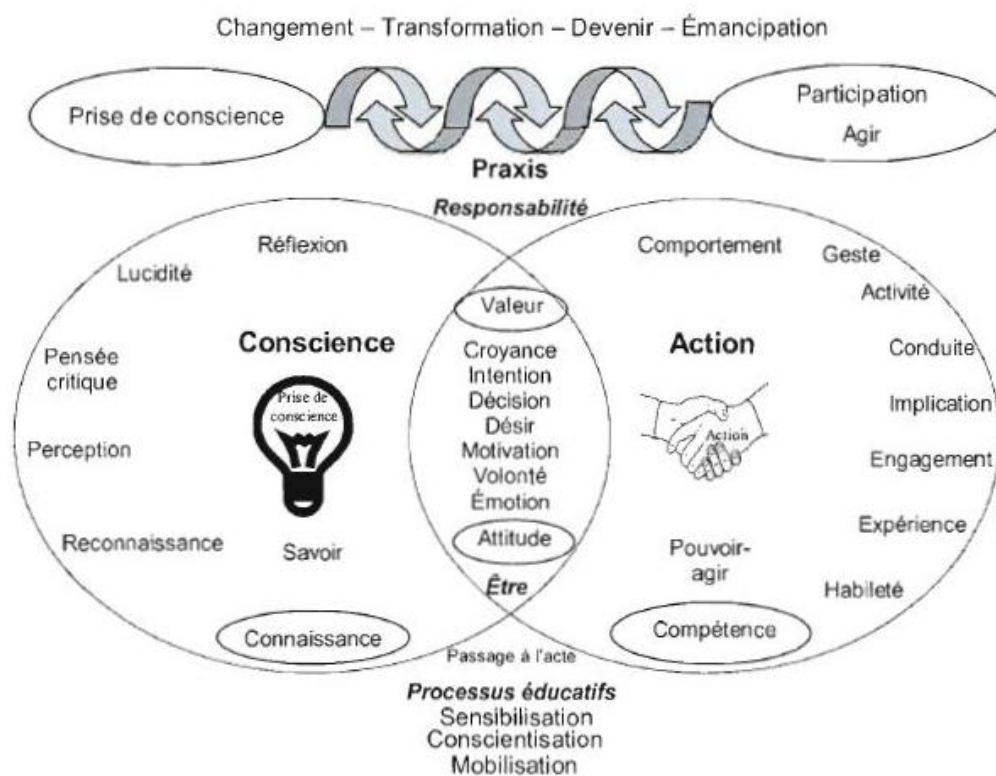 Changement – Transformation – Devenir – Émancipation
Prise de conscience
Participation
Agir
Praxis
Responsabilité
Réflexion
Lucidité
Pensée
critique
Perception
Reconnaissance
Conscience
Prise de
conscience
Savoir
Connaissance
Valeur
Croyance
Intention
Décision
Désir
Motivation
Volonté
Émotion
Attitude
Être
Comportement
Geste
Activité
Action
Conduite
Implication
Action
Engagement
Expérience
Pouvoir-
agir
Habileté
Compétence
Passage à l'acte
Processus éducatifs
Sensibilisation
Conscientisation
Mobilisation